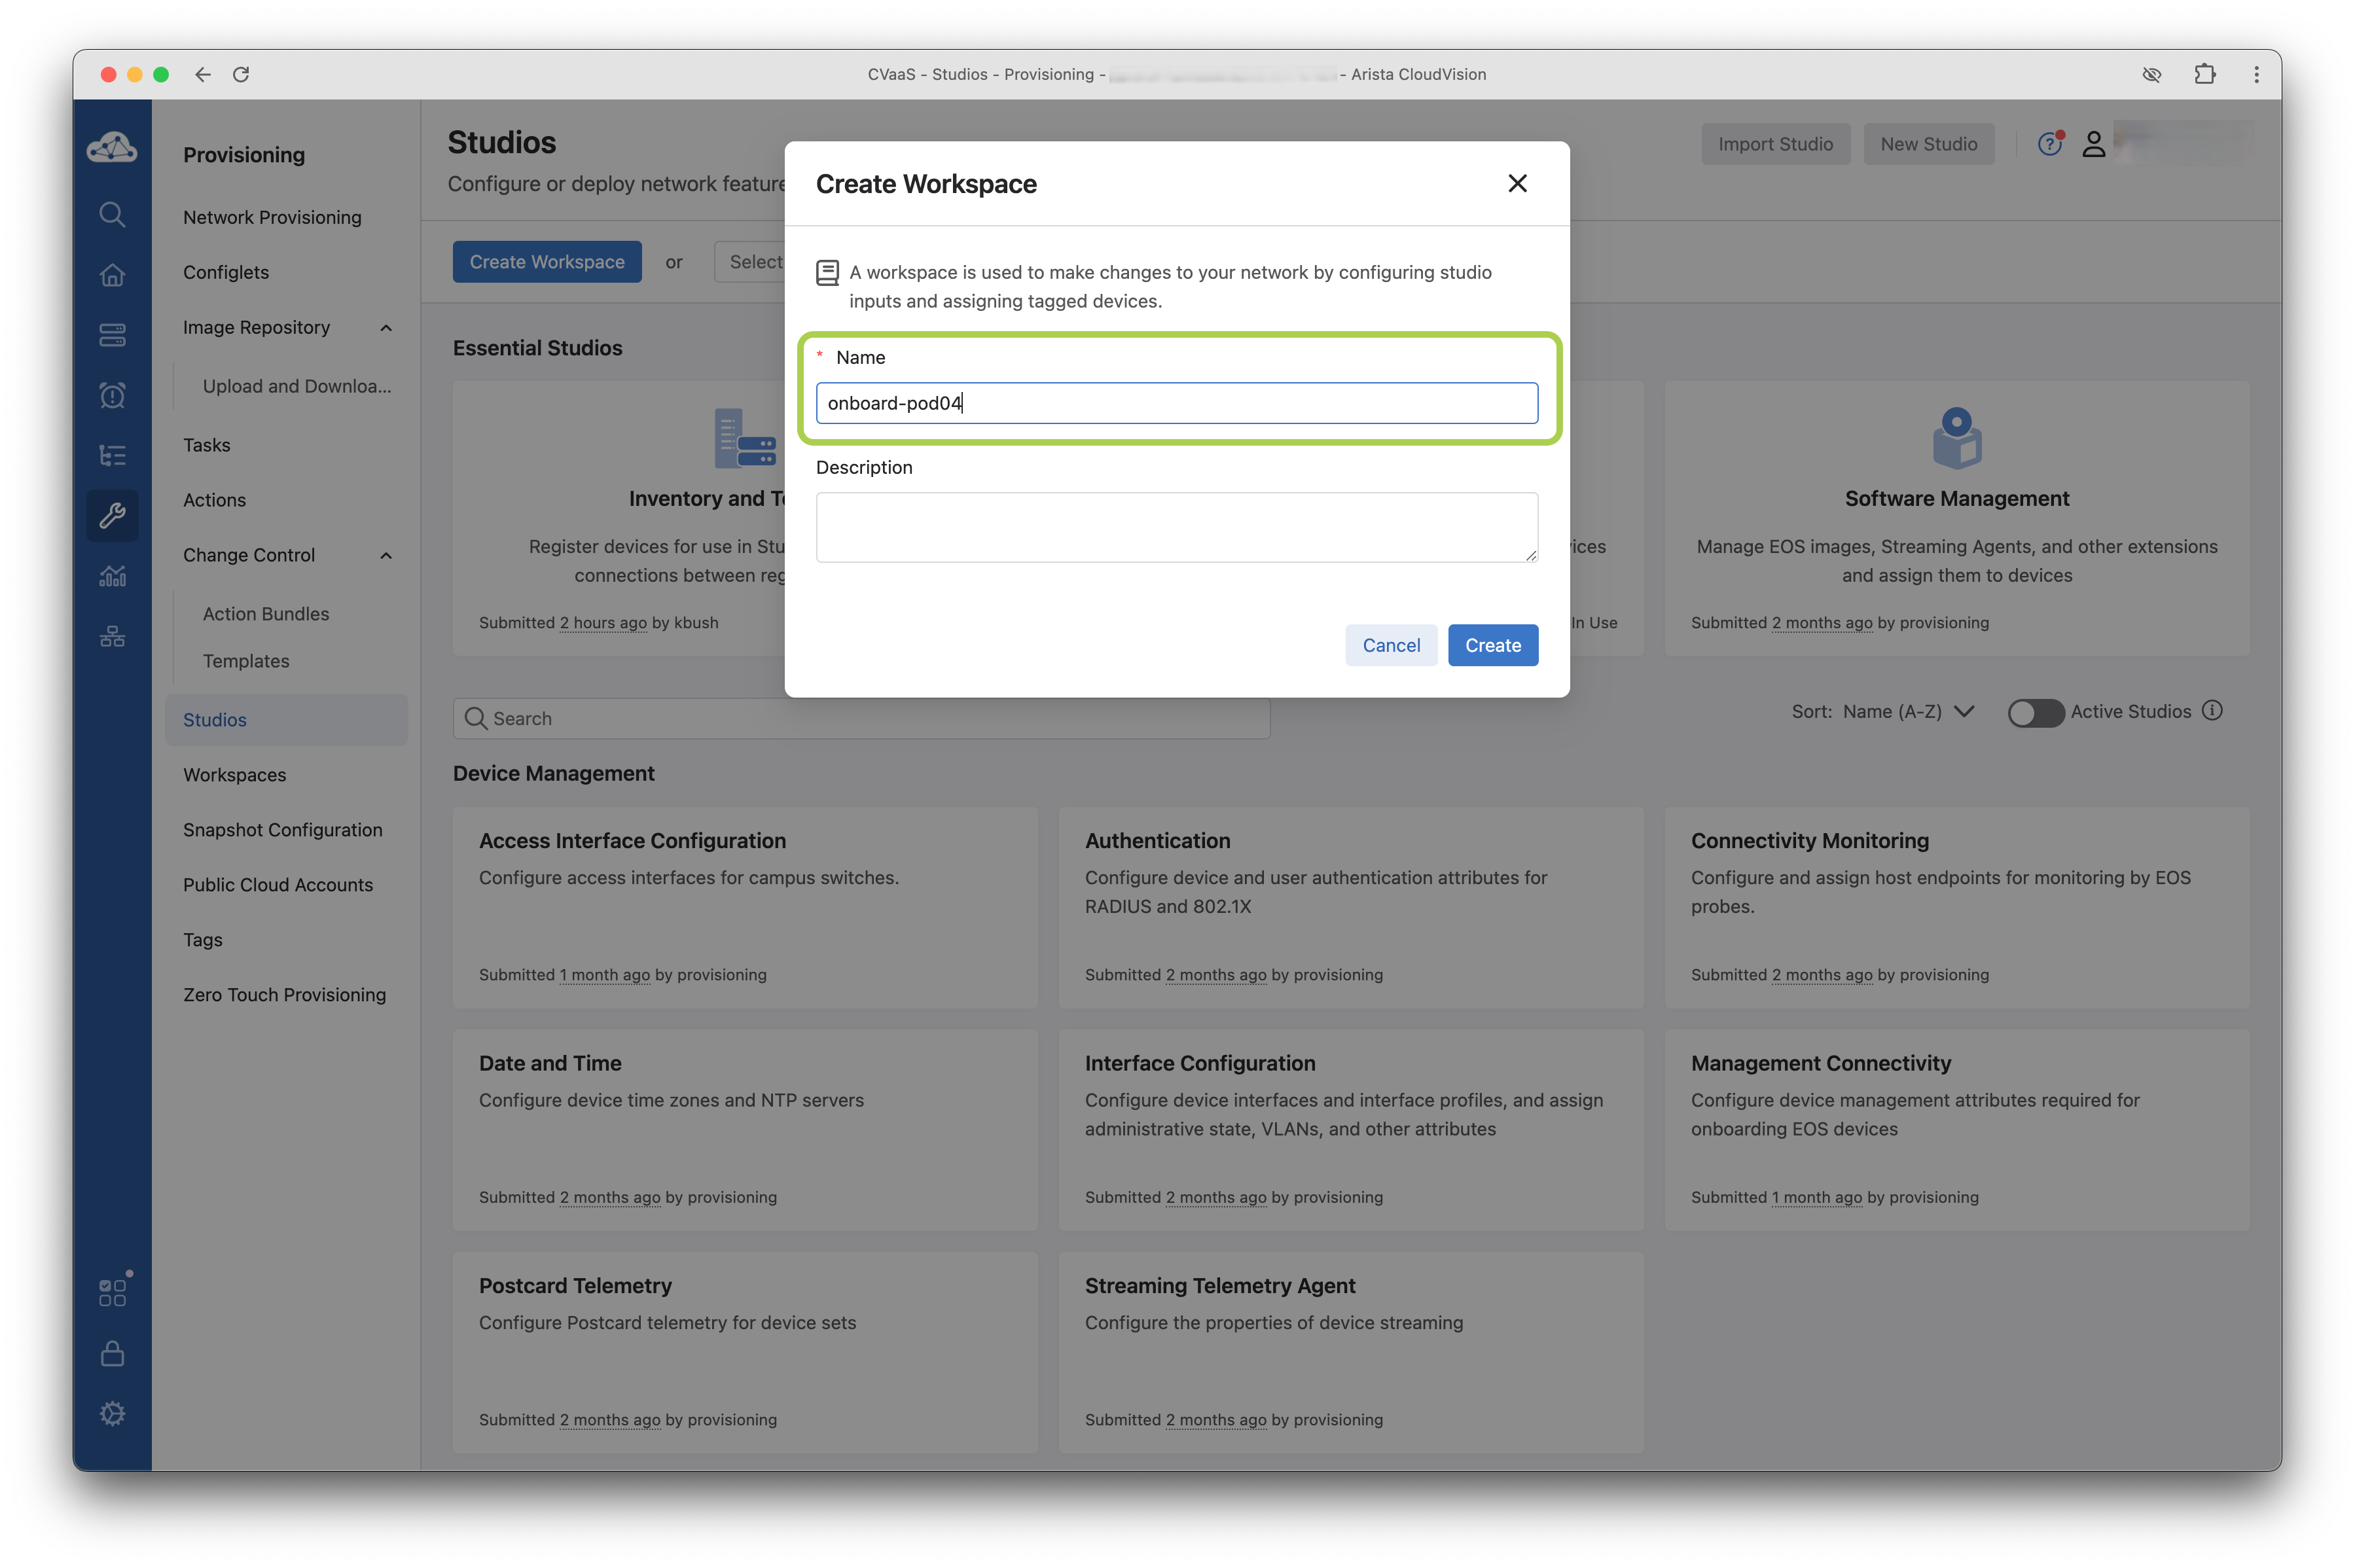 CVaaS - Studios - Provisioning -
- Arista CloudVision
Provisioning
Network Provisioning
Configlets
Image Repository
Upload and Downloa...
Tasks
Actions
Change Control
Action Bundles
Templates
Studios
Workspaces
Snapshot Configuration
Public Cloud Accounts
Tags
Zero Touch Provisioning
Studios
Configure or deploy network feature
Import Studio
New Studio
?
Create Workspace
or
Select
Create Workspace
A workspace is used to make changes to your network by configuring studio
inputs and assigning tagged devices.
* Name
onboard-pod04
Description
Cancel
Create
Essential Studios
Inventory and T
Register devices for use in Stu
connections between reg
Submitted 2 hours ago by kbush
ices
In Use
Software Management
Manage EOS images, Streaming Agents, and other extensions
and assign them to devices
Submitted 2 months ago by provisioning
Search
Sort: Name (A-Z)
Active Studios
Device Management
Access Interface Configuration
Configure access interfaces for campus switches.
Submitted 1 month ago by provisioning
Authentication
Configure device and user authentication attributes for
RADIUS and 802.1X
Submitted 2 months ago by provisioning
Connectivity Monitoring
Configure and assign host endpoints for monitoring by EOS
probes.
Submitted 2 months ago by provisioning
Date and Time
Configure device time zones and NTP servers
Submitted 2 months ago by provisioning
Interface Configuration
Configure device interfaces and interface profiles, and assign
administrative state, VLANs, and other attributes
Submitted 2 months ago by provisioning
Management Connectivity
Configure device management attributes required for
onboarding EOS devices
Submitted 1 month ago by provisioning
Postcard Telemetry
Configure Postcard telemetry for device sets
Submitted 2 months ago by provisioning
Streaming Telemetry Agent
Configure the properties of device streaming
Submitted 2 months ago by provisioning